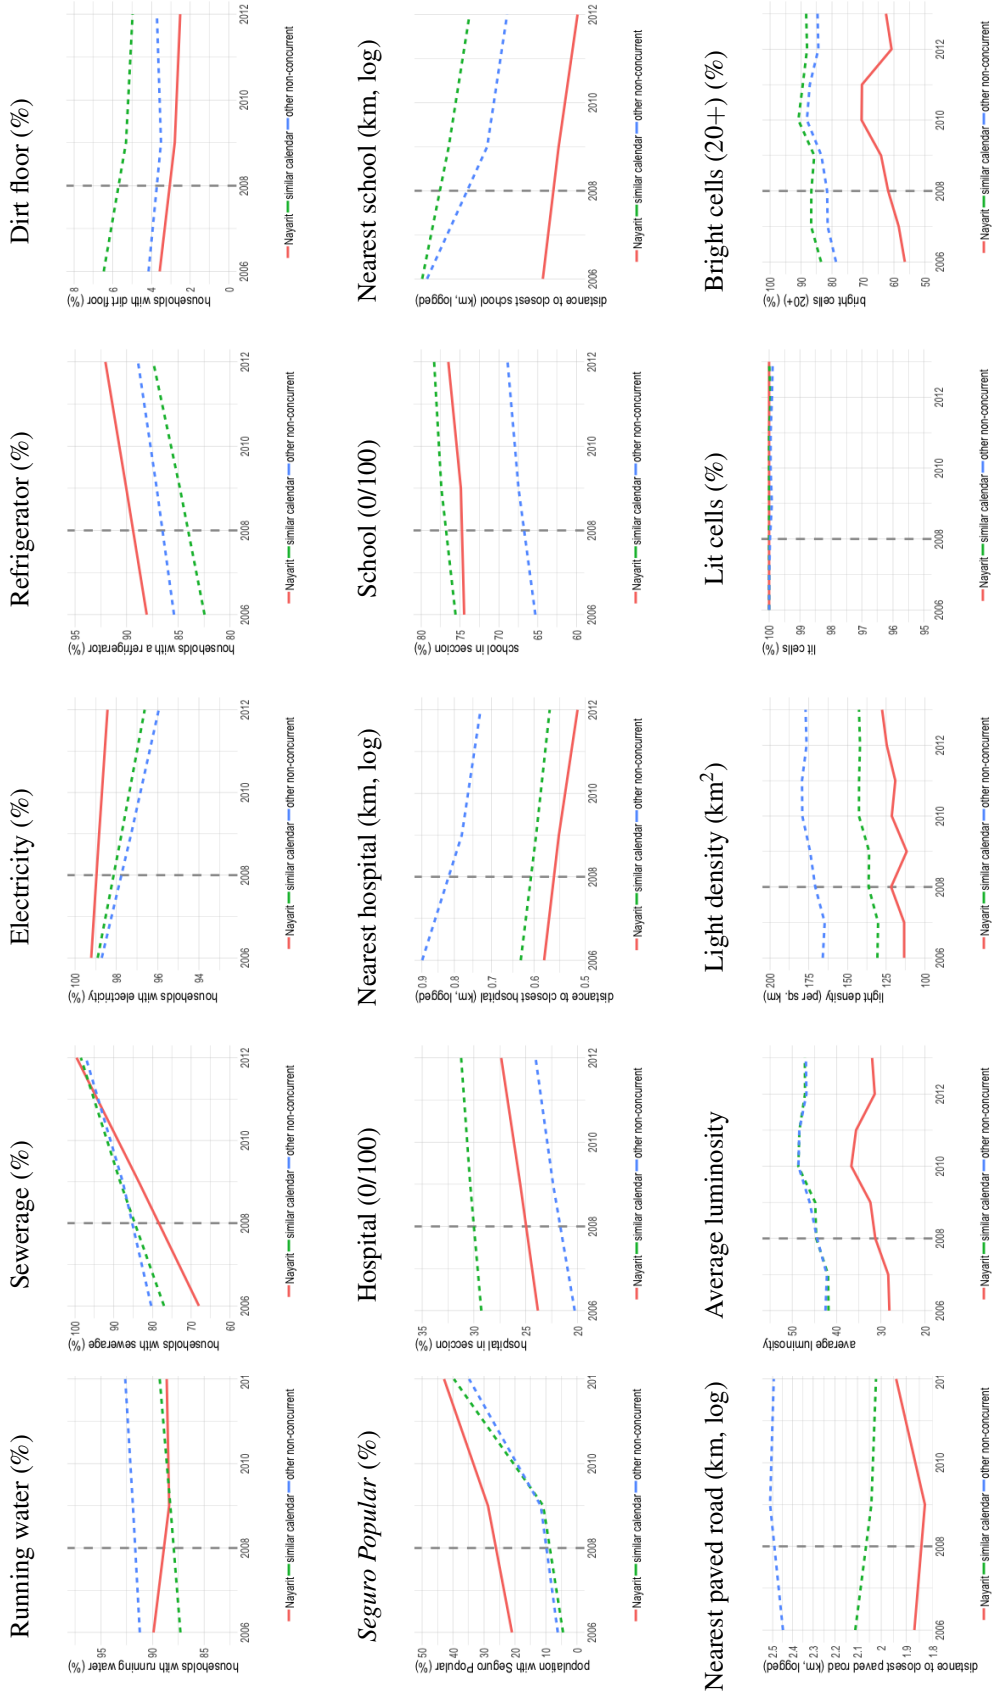 Running water (%)
households with running water (%)
95
90
85
2006 2008 2010 201
Nayarit similar calendar other non-concurrent
Sewerage (%)
households with sewerage (%)
100
90
80
70
60
2006 2008 2010 2012
Nayarit similar calendar other non-concurrent
Electricity (%)
households with electricity (%)
100
98
96
94
2006 2008 2010 2012
Nayarit similar calendar other non-concurrent
Refrigerator (%)
households with a refrigerator (%)
95
90
85
80
2006 2008 2010 2012
Nayarit similar calendar other non-concurrent
Dirt floor (%)
households with dirt floor (%)
8
6
4
2
0
2006 2008 2010 2012
Nayarit similar calendar other non-concurrent
Seguro Popular (%)
population with Seguro Popular (%)
50
40
30
20
10
0
2006 2008 2010 201
Nayarit similar calendar other non-concurrent
Hospital (0/100)
hospital in seccion (%)
35
30
25
20
2006 2008 2010 2012
Nayarit similar calendar other non-concurrent
Nearest hospital (km, log)
distance to closest hospital (km, logged)
0.9
0.8
0.7
0.6
0.5
2006 2008 2010 2012
Nayarit similar calendar other non-concurrent
School (0/100)
school in seccion (%)
80
75
70
65
60
2006 2008 2010 2012
Nayarit similar calendar other non-concurrent
Nearest school (km, log)
distance to closest school (km, logged)
2006 2008 2010 2012
Nayarit similar calendar other non-concurrent
Nearest paved road (km, log)
distance to closest paved road (km, logged)
2.5
2.4
2.3
2.2
2.1
2
1.9
1.8
2006 2008 2010 201
Nayarit similar calendar other non-concurrent
Average luminosity
average luminosity
50
40
30
20
2006 2008 2010 2012
Nayarit similar calendar other non-concurrent
Light density (km²)
light density (per sq. km)
200
175
150
125
100
2006 2008 2010 2012
Nayarit similar calendar other non-concurrent
Lit cells (%)
lit cells (%)
100
99
98
97
96
95
2006 2008 2010 2012
Nayarit similar calendar other non-concurrent
Bright cells (20+) (%)
bright cells (20+) (%)
100
90
80
70
60
50
2006 2008 2010 2012
Nayarit similar calendar other non-concurrent